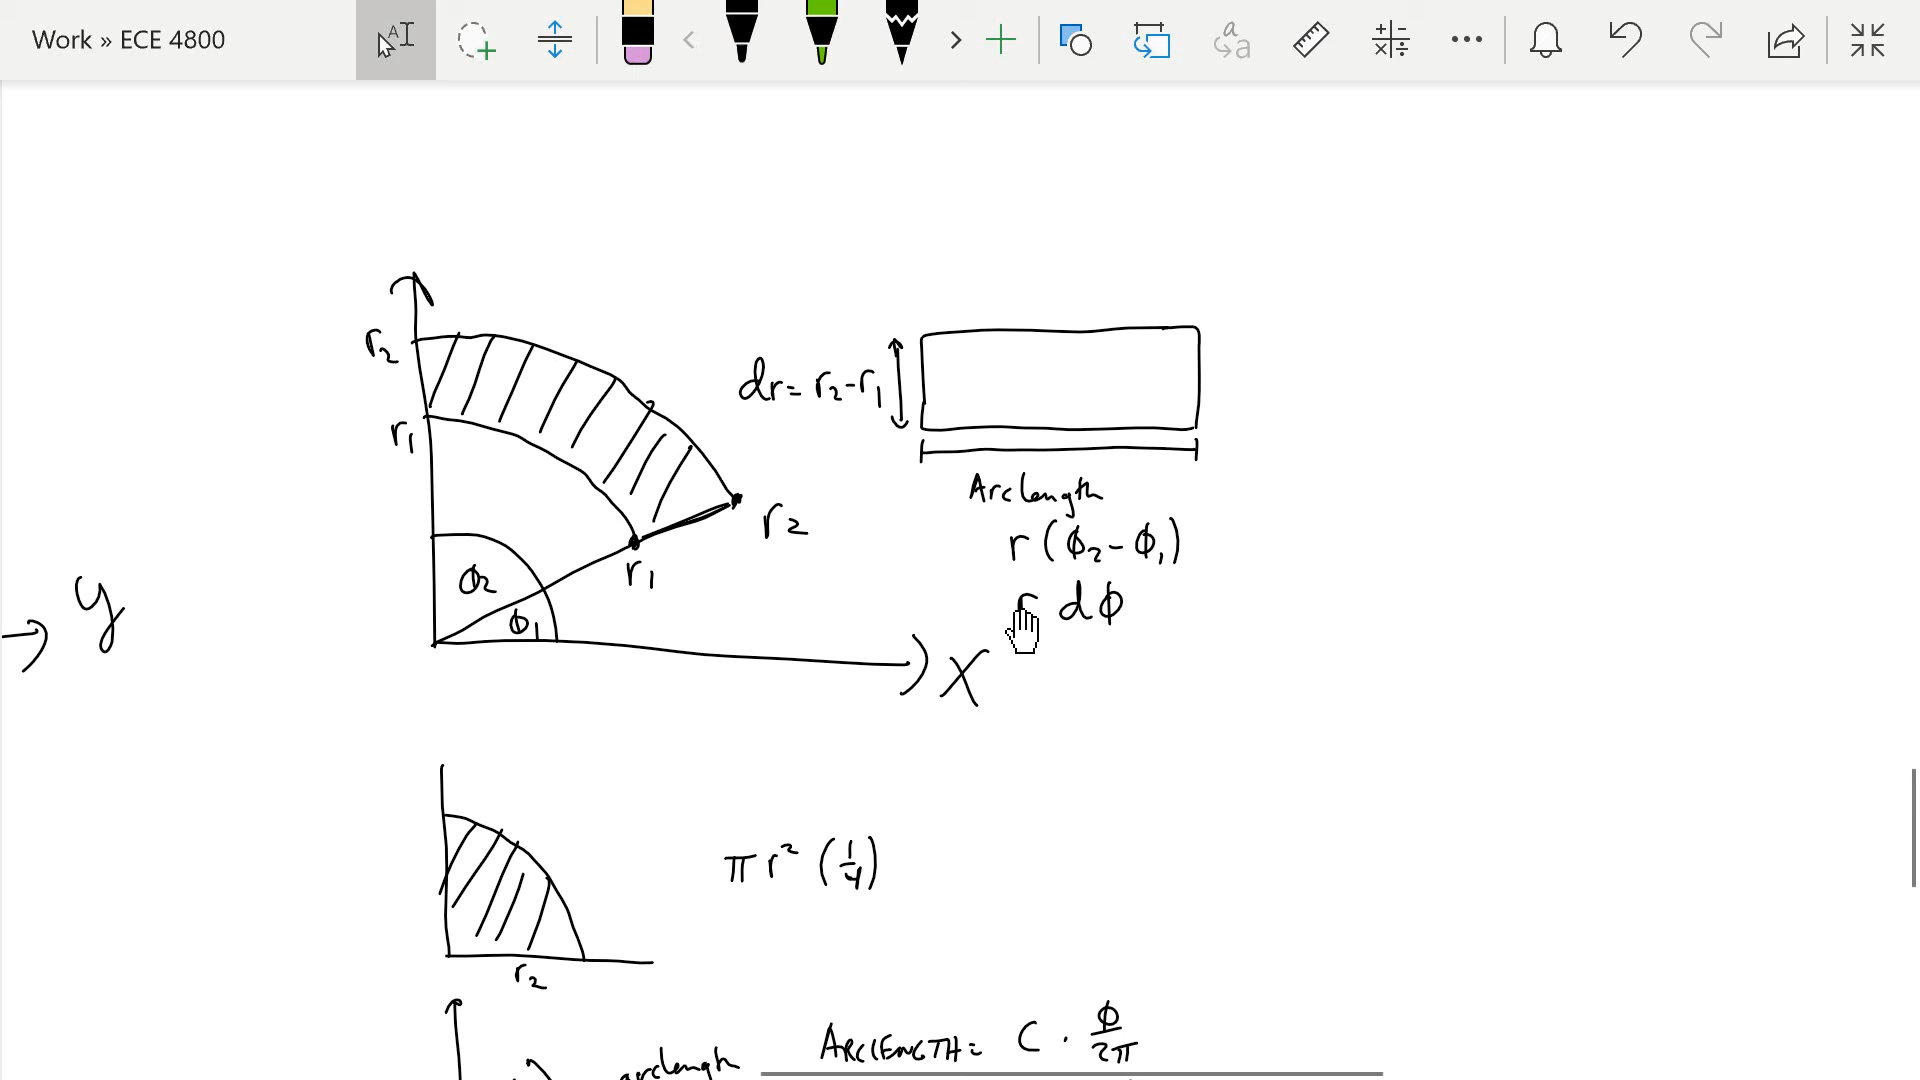 Work » ECE 4800
r₂
dr = r₂ - r₁
r₁
Arclength
r₂
r (ϕ₂ - ϕ₁)
r₁
ϕ₂
r dϕ
ϕ₁
y
X
π r² (1/4)
r₂
ARCLENGTH = C · ϕ/2π
arclength